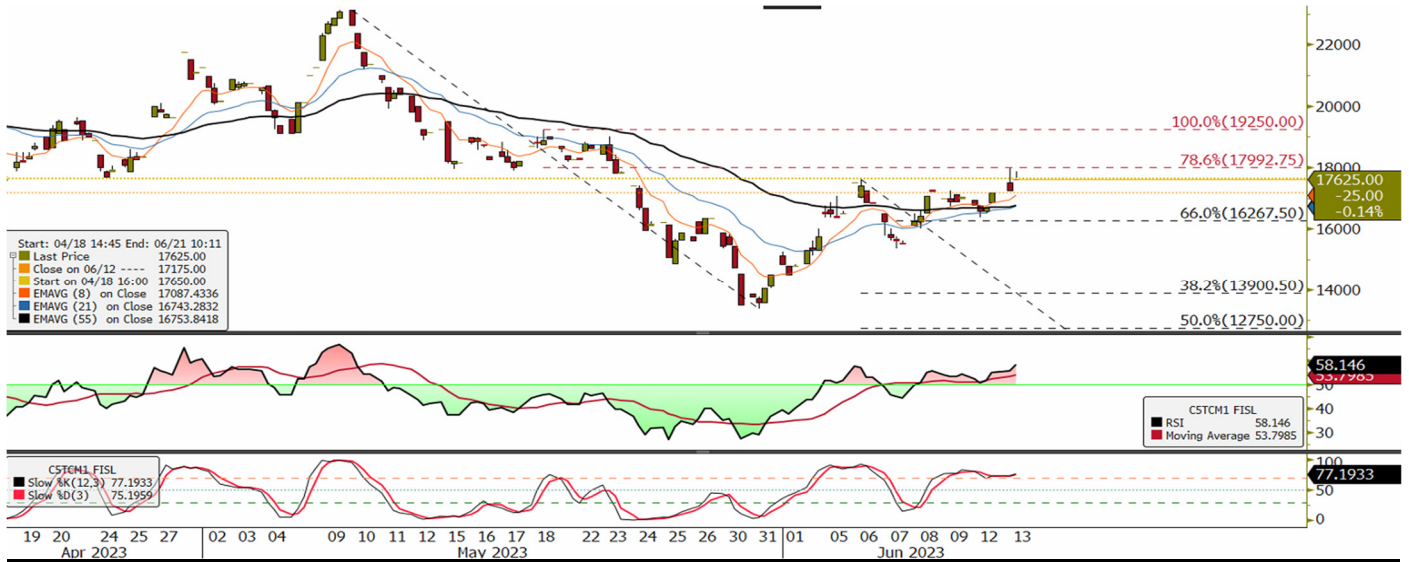 22000
20000
100.0%(19250.00)
78.6%(17992.75)
18000
17625.00
-25.00
-0.14%
66.0%(16267.50)
16000
38.2%(13900.50)
14000
50.0%(12750.00)
Start: 04/18 14:45 End: 06/21 10:11
Last Price 17625.00
Close on 06/12 ---- 17175.00
Start on 04/18 16:00 17650.00
EMAVG (8) on Close 17087.4336
EMAVG (21) on Close 16743.2832
EMAVG (55) on Close 16753.8418
58.146
53.7985
50
40
30
C5TCM1 FISL
RSI 58.146
Moving Average 53.7985
C5TCM1 FISL
Slow %K(12,3) 77.1933
Slow %D(3) 75.1959
100
77.1933
50
0
19 20 24 25 27 02 03 04 09 10 11 12 15 16 17 18 22 23 24 25 26 30 31 01 05 06 07 08 09 12 13
Apr 2023 May 2023 Jun 2023